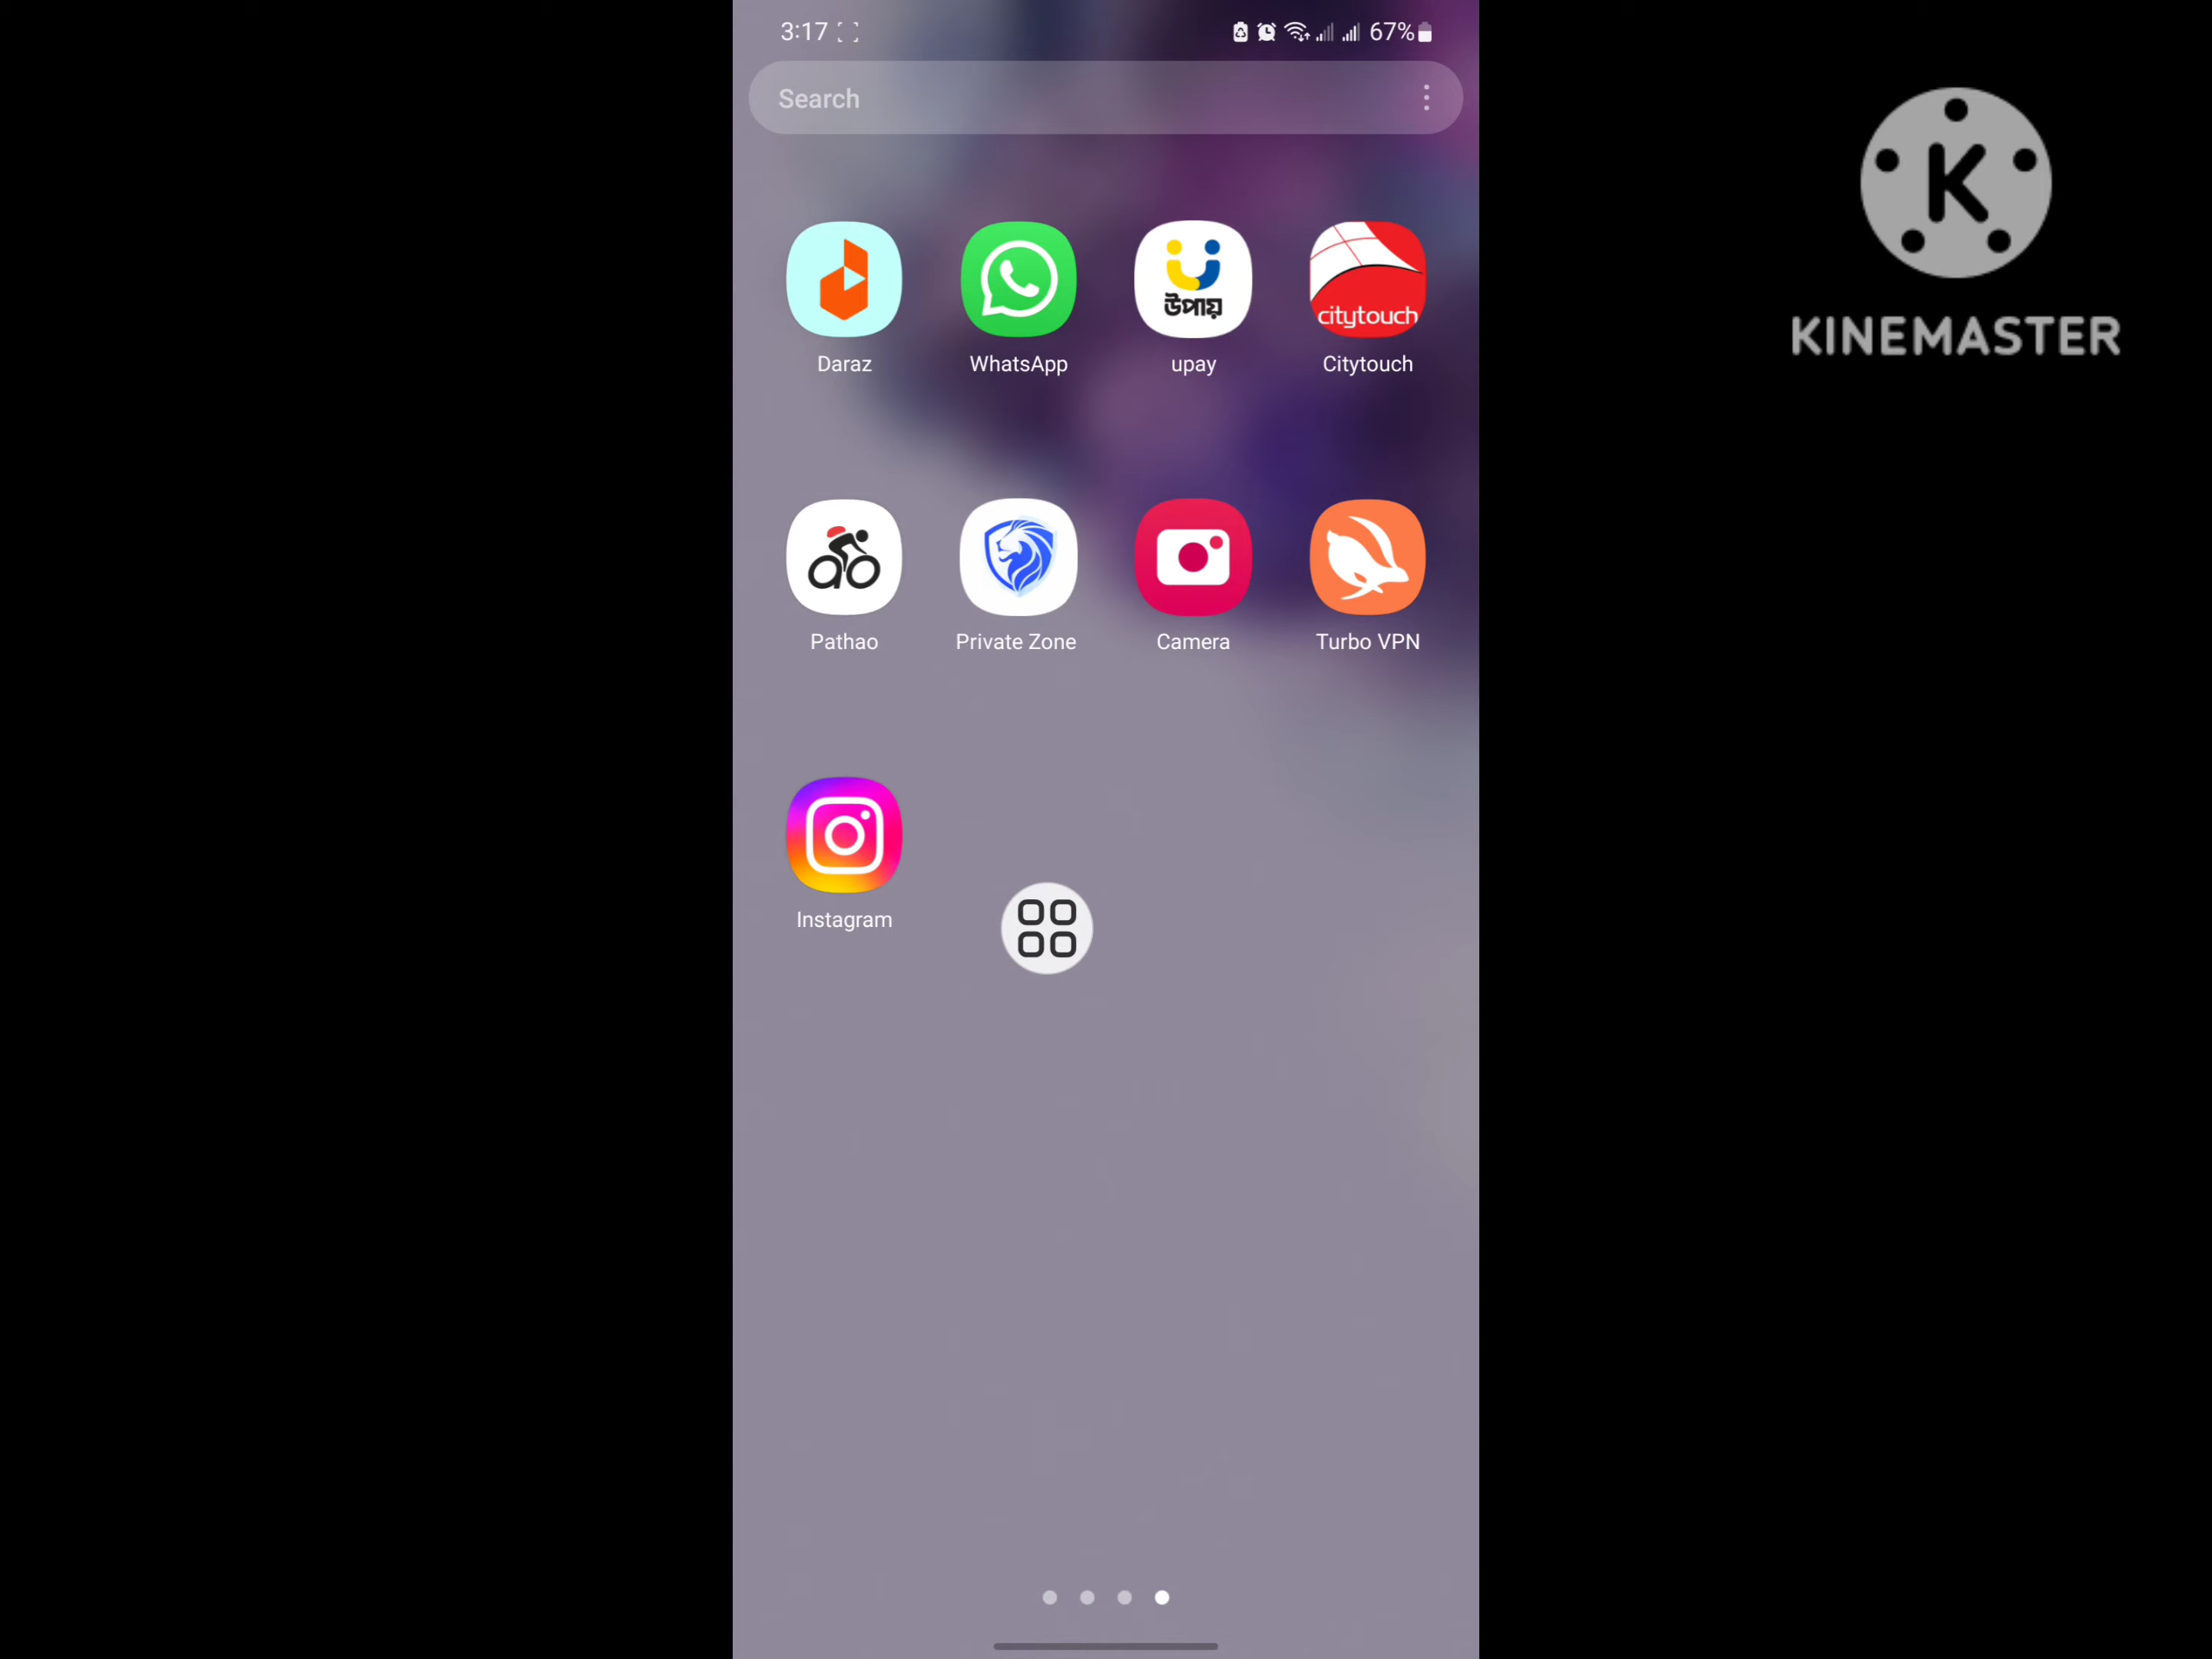 3:17
67%
Search
K
KINEMASTER
উপায়
citytouch
Daraz
WhatsApp
upay
Citytouch
Pathao
Private Zone
Camera
Turbo VPN
Instagram